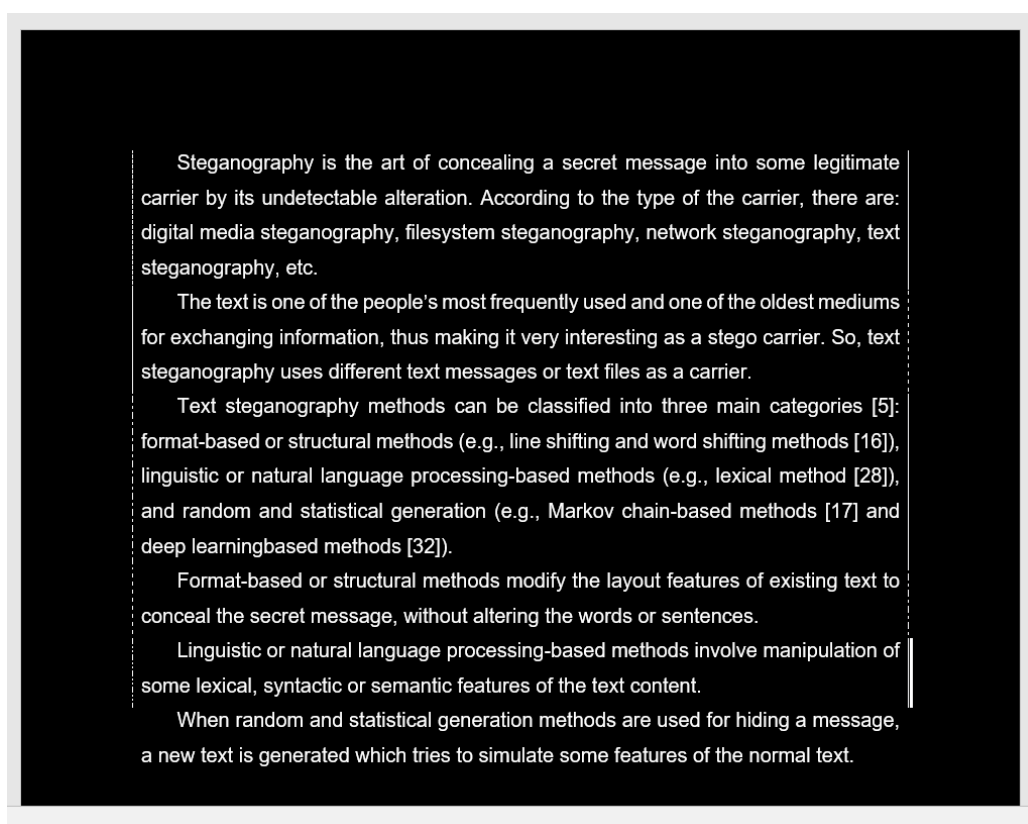 Steganography is the art of concealing a secret message into some legitimate
carrier by its undetectable alteration. According to the type of the carrier, there are:
digital media steganography, filesystem steganography, network steganography, text
steganography, etc.
The text is one of the people's most frequently used and one of the oldest mediums
for exchanging information, thus making it very interesting as a stego carrier. So, text
steganography uses different text messages or text files as a carrier.
Text steganography methods can be classified into three main categories [5]:
format-based or structural methods (e.g., line shifting and word shifting methods [16]),
linguistic or natural language processing-based methods (e.g., lexical method [28]),
and random and statistical generation (e.g., Markov chain-based methods [17] and
deep learningbased methods [32]).
Format-based or structural methods modify the layout features of existing text to
conceal the secret message, without altering the words or sentences.
Linguistic or natural language processing-based methods involve manipulation of
some lexical, syntactic or semantic features of the text content.
When random and statistical generation methods are used for hiding a message,
a new text is generated which tries to simulate some features of the normal text.